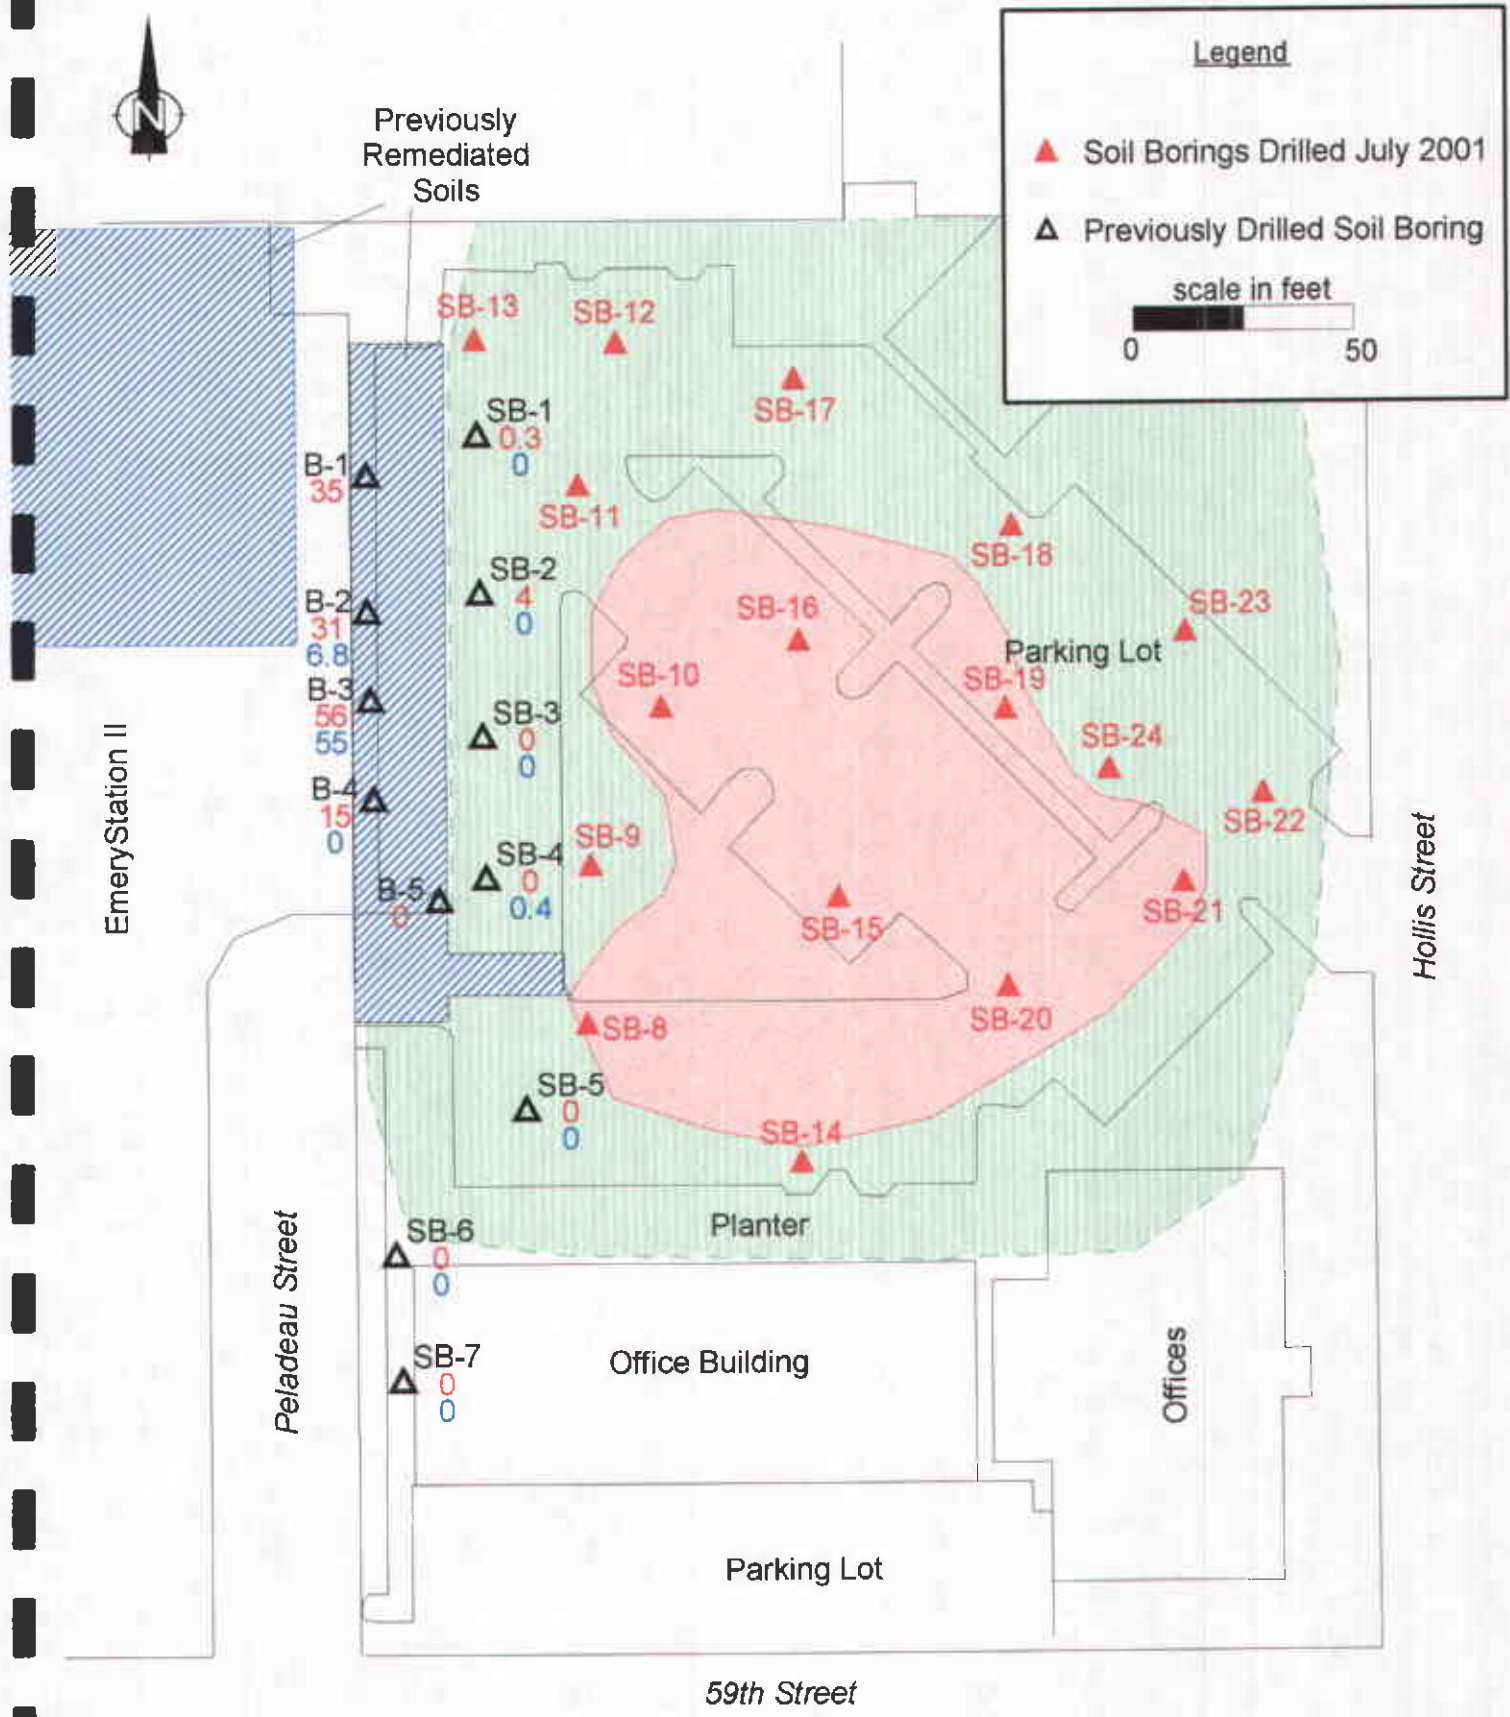 Legend
Soil Borings Drilled July 2001
Previously Drilled Soil Boring
scale in feet
0 50
N
Previously
Remediated
Soils
SB-13
SB-12
SB-17
SB-1
0.3
0
B-1
35
SB-11
SB-18
SB-2
4
0
B-2
31
6.8
SB-16
SB-23
Parking Lot
SB-10
SB-19
B-3
56
55
SB-3
0
0
SB-24
B-4
15
0
SB-22
SB-9
SB-4
0
0.4
B-5
0
SB-15
SB-21
EmeryStation II
Hollis Street
SB-20
SB-8
SB-5
0
0
SB-14
Planter
SB-6
0
0
Peladeau Street
SB-7
0
0
Office Building
Offices
Parking Lot
59th Street